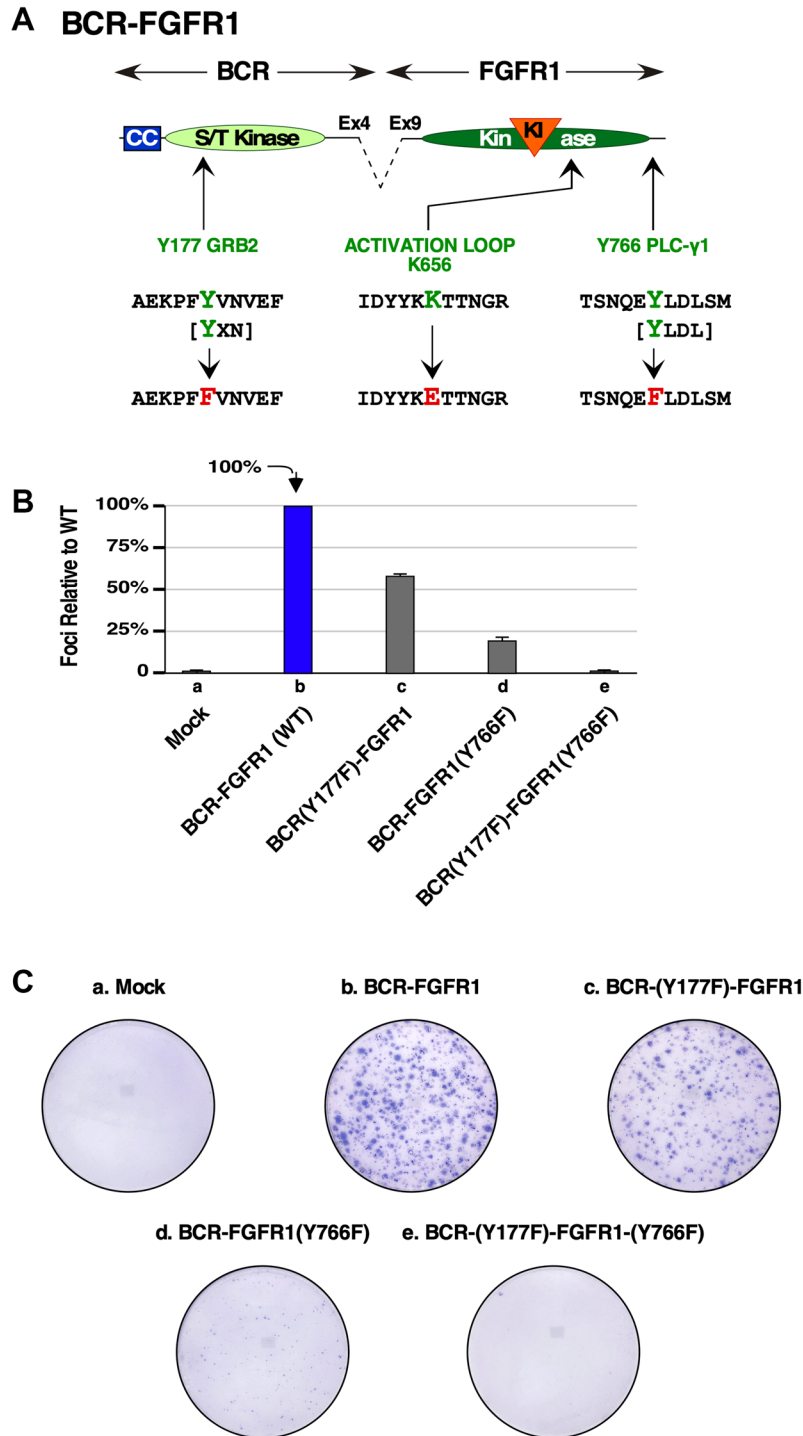 A BCR-FGFR1
BCR FGFR1
CC S/T Kinase Ex4 Ex9 Kin KI ase
Y177 GRB2 ACTIVATION LOOP Y766 PLC-γ1
K656
AEKPFYVNVEF IDYYKKTTNGR TSNQEYLDLSM
[YXN] [YLDL]
AEKPFFVNVEF IDYYKETTNGR TSNQEFLDLSM
B
100%
Foci Relative to WT
100%
75%
50%
25%
0
a b c d e
Mock
BCR-FGFR1 (WT)
BCR(Y177F)-FGFR1
BCR-FGFR1(Y766F)
BCR(Y177F)-FGFR1(Y766F)
C
a. Mock b. BCR-FGFR1 c. BCR-(Y177F)-FGFR1
d. BCR-FGFR1(Y766F) e. BCR-(Y177F)-FGFR1-(Y766F)